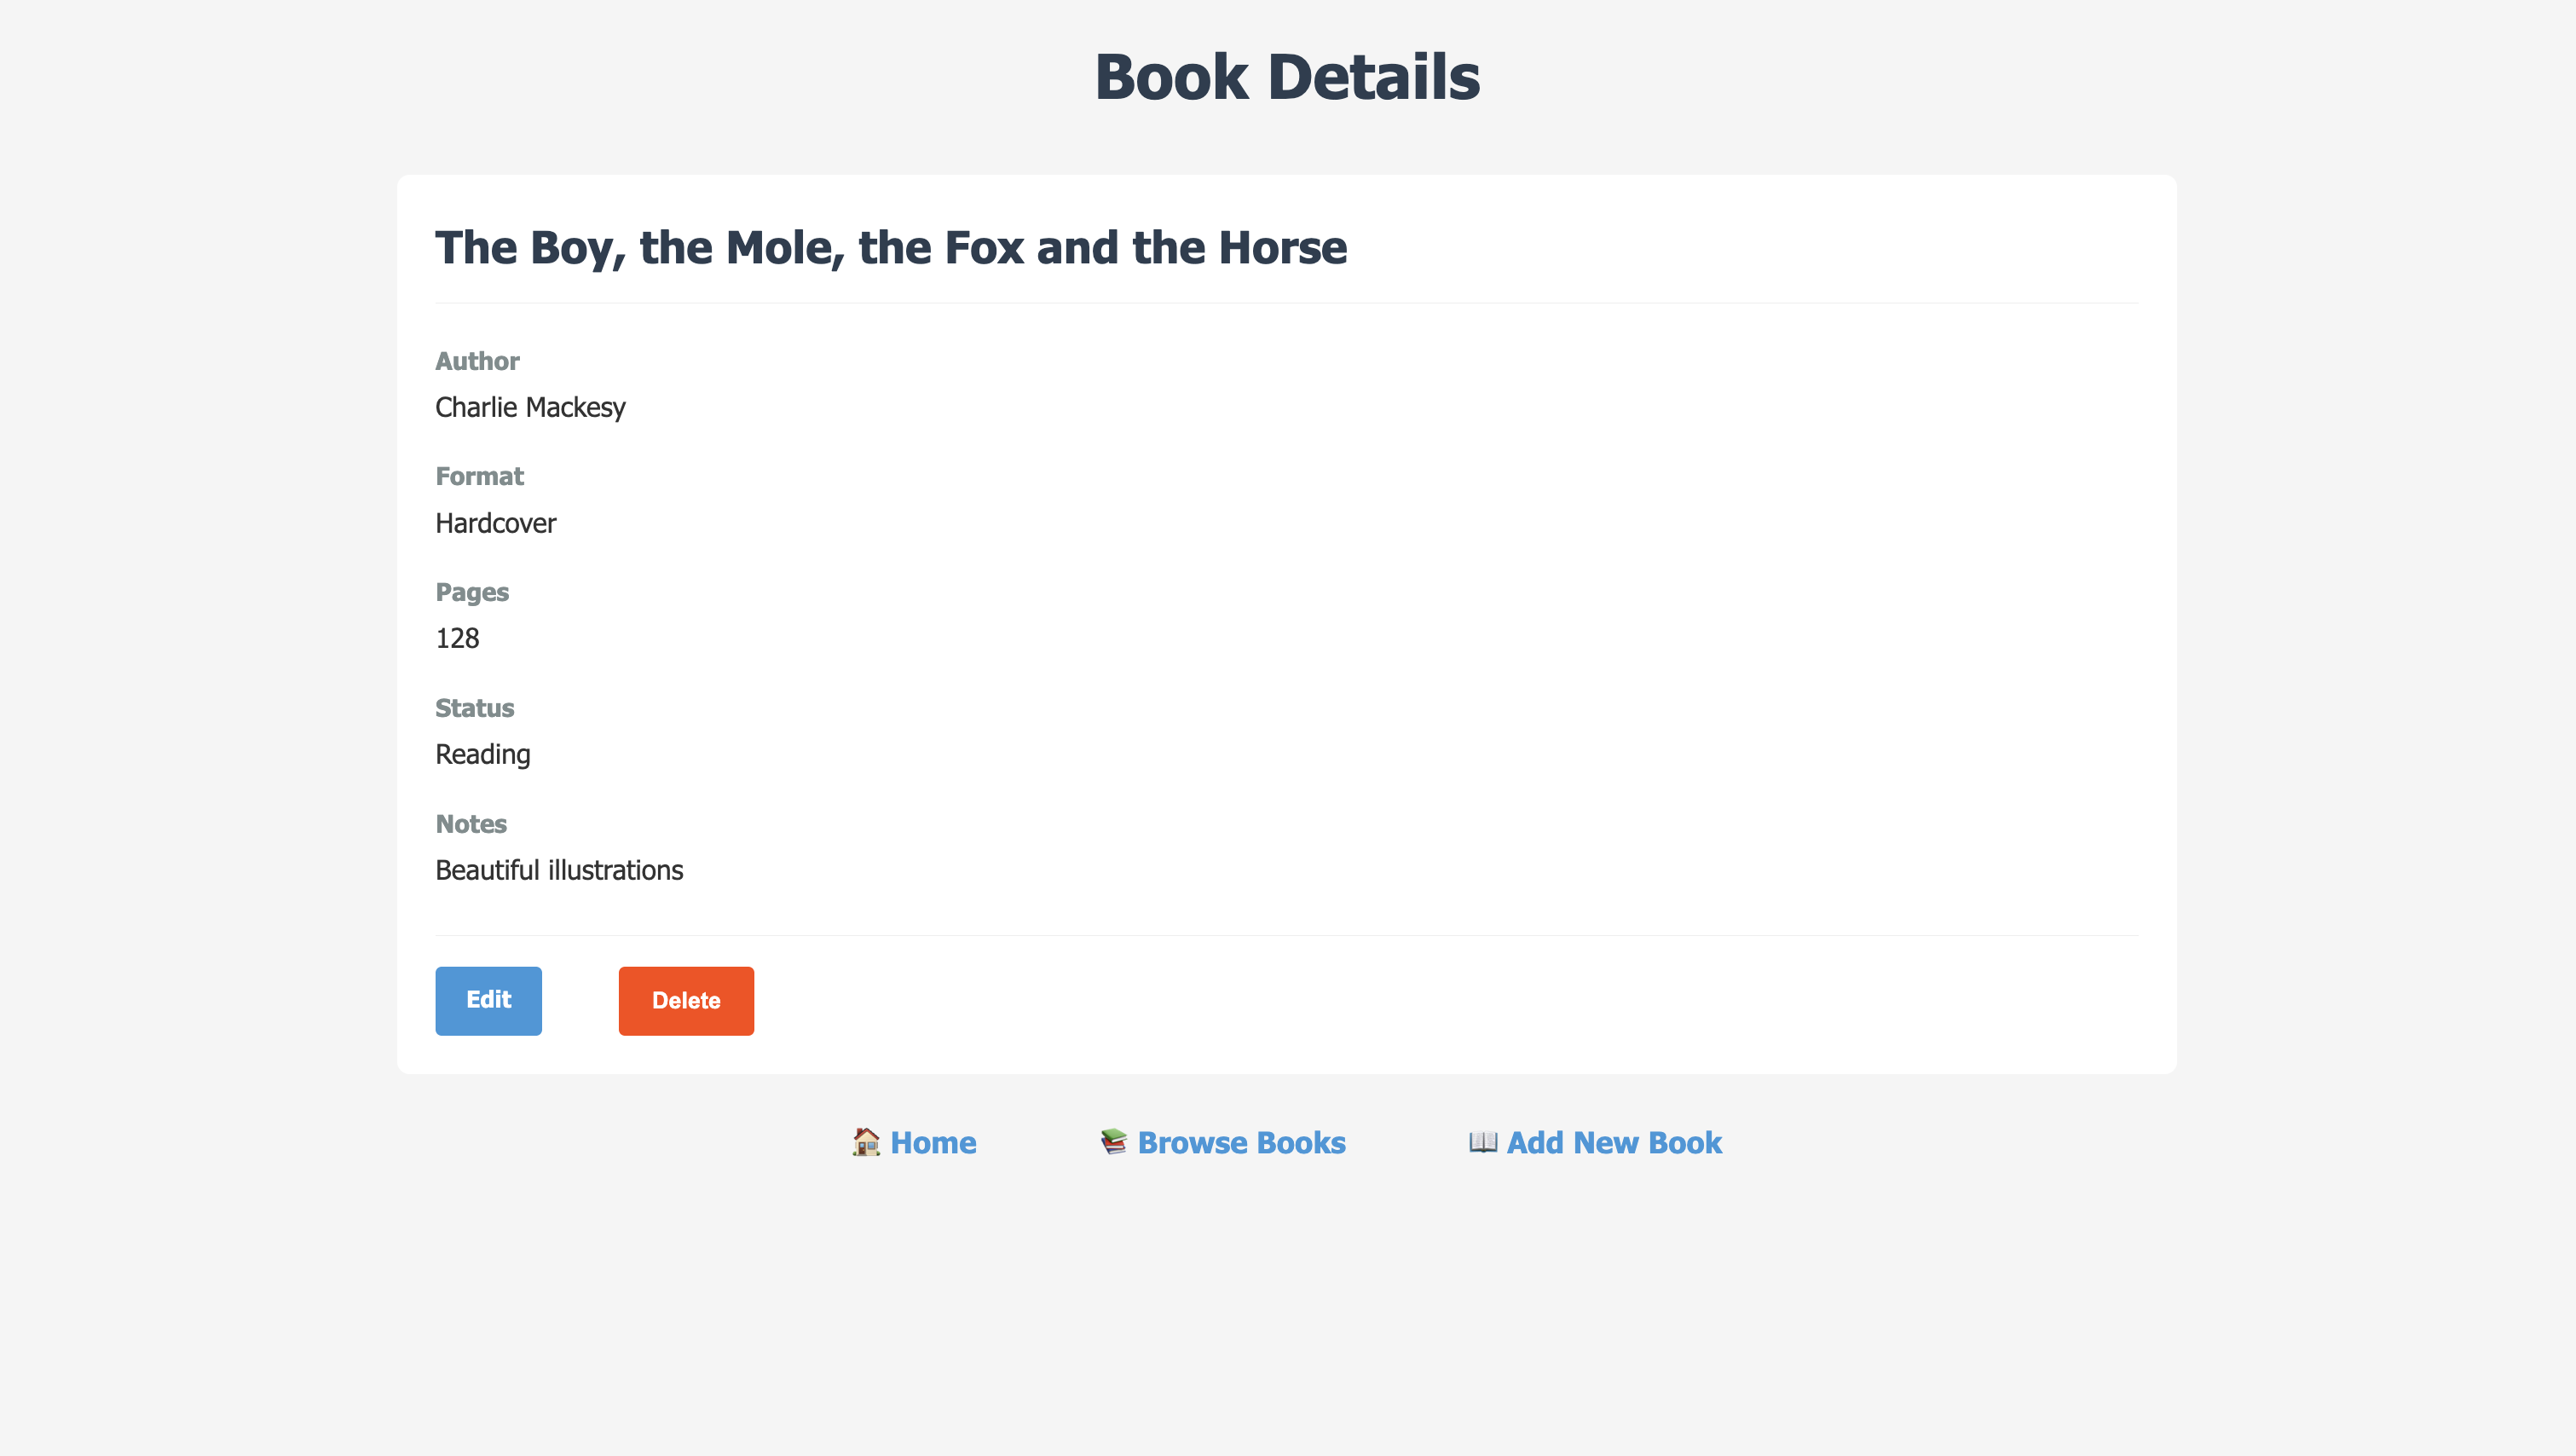 Book Details
The Boy, the Mole, the Fox and the Horse
Author
Charlie Mackesy
Format
Hardcover
Pages
128
Status
Reading
Notes
Beautiful illustrations
Edit Delete
🏠 Home 📚 Browse Books 📖 Add New Book